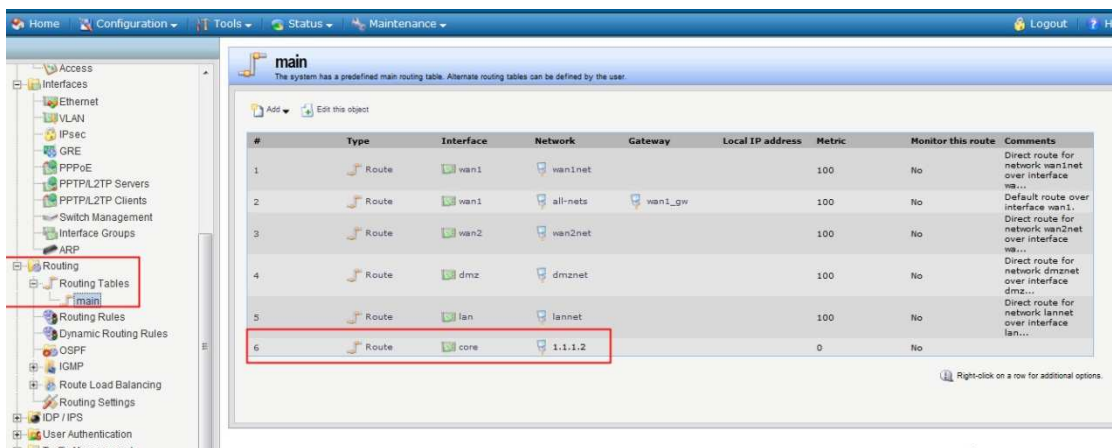 Home Configuration Tools Status Maintenance Logout
main
The system has a predefined main routing table. Alternate routing tables can be defined by the user.
Add Edit this object
Access
Interfaces
Ethernet
VLAN
IPsec
GRE
PPPoE
PPTP/L2TP Servers
PPTP/L2TP Clients
Switch Management
Interface Groups
ARP
Routing
Routing Tables
main
Routing Rules
Dynamic Routing Rules
OSPF
IGMP
Route Load Balancing
Routing Settings
IDP / IPS
User Authentication
# Type Interface Network Gateway Local IP address Metric Monitor this route Comments
1 Route wan1 wan1net 100 No Direct route for
network wan1net
over interface
wa...
2 Route wan1 all-nets wan1_gw 100 No Default route over
interface wan1.
3 Route wan2 wan2net 100 No Direct route for
network wan2net
over interface
wa...
4 Route dmz dmznet 100 No Direct route for
network dmznet
over interface
dmz...
5 Route lan lannet 100 No Direct route for
network lannet
over interface
lan...
6 Route core 1.1.1.2 0 No
Right-click on a row for additional options.